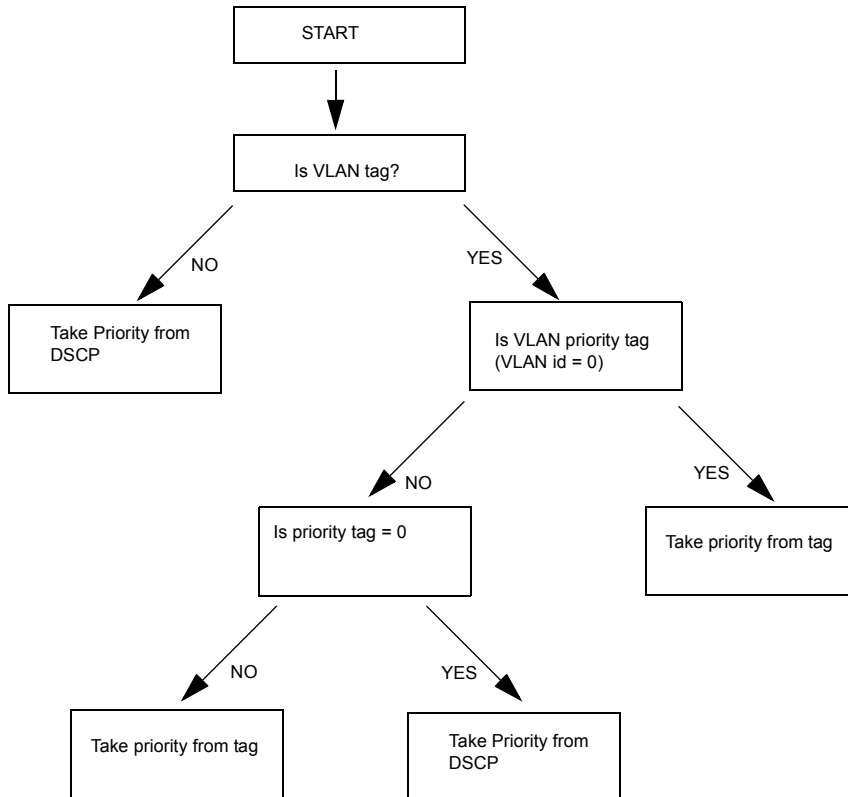 START
Is VLAN tag?
NO
YES
Take Priority from
DSCP
Is VLAN priority tag
(VLAN id = 0)
NO
YES
Is priority tag = 0
Take priority from tag
NO
YES
Take priority from tag
Take Priority from
DSCP